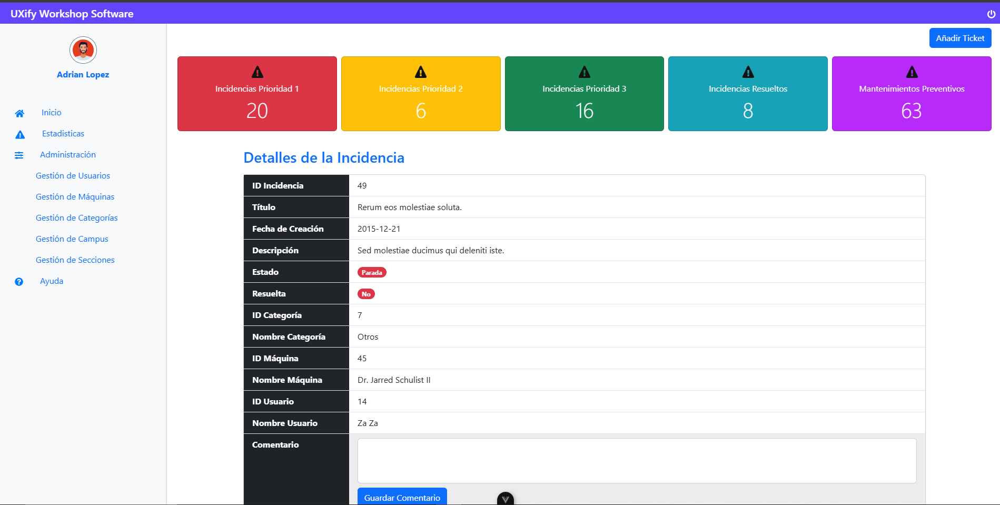 UXify Workshop Software
Adrian Lopez
Inicio
Estadisticas
Administración
Gestión de Usuarios
Gestión de Máquinas
Gestión de Categorías
Gestión de Campus
Gestión de Secciones
Ayuda
Añadir Ticket
Incidencias Prioridad 1
20
Incidencias Prioridad 2
6
Incidencias Prioridad 3
16
Incidencias Resueltos
8
Mantenimientos Preventivos
63
Detalles de la Incidencia
ID Incidencia 49
Título Rerum eos molestiae soluta.
Fecha de Creación 2015-12-21
Descripción Sed molestiae ducimus qui deleniti iste.
Estado Parada
Resuelta No
ID Categoría 7
Nombre Categoría Otros
ID Máquina 45
Nombre Máquina Dr. Jarred Schulist II
ID Usuario 14
Nombre Usuario Za Za
Comentario
Guardar Comentario